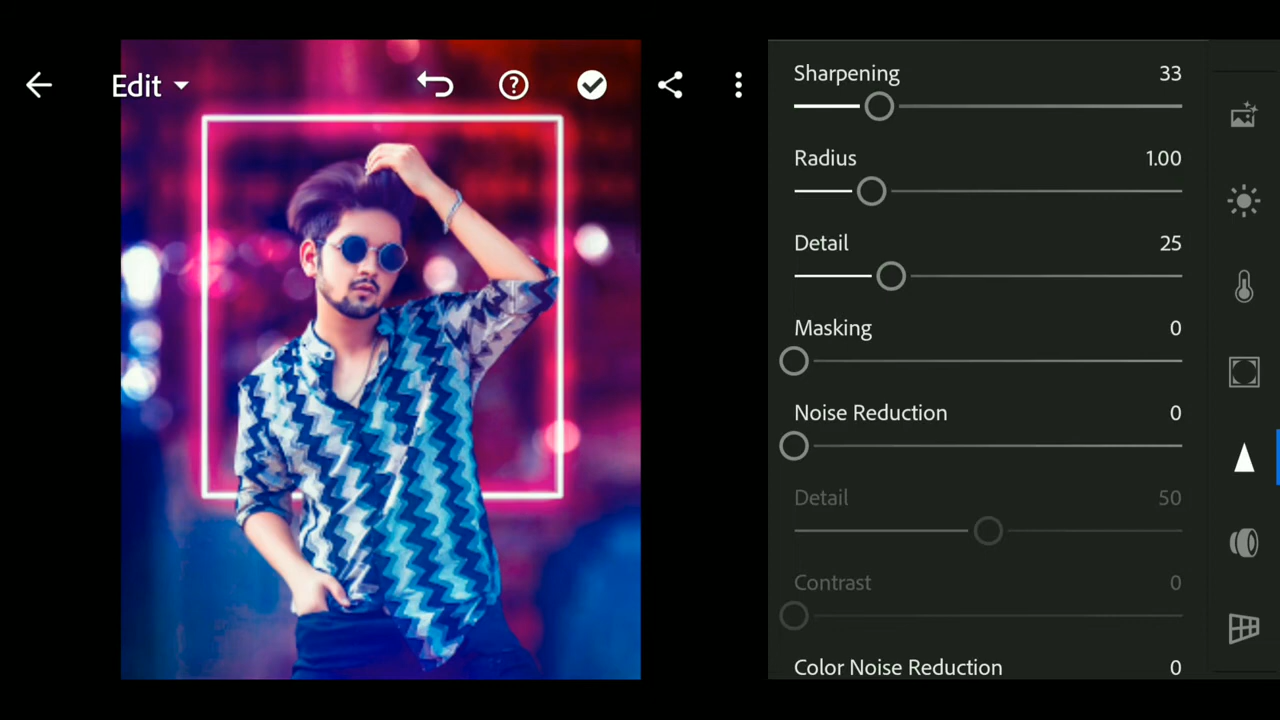 Edit
Sharpening 33
Radius 1.00
Detail 25
Masking 0
Noise Reduction 0
Detail 50
Contrast 0
Color Noise Reduction 0